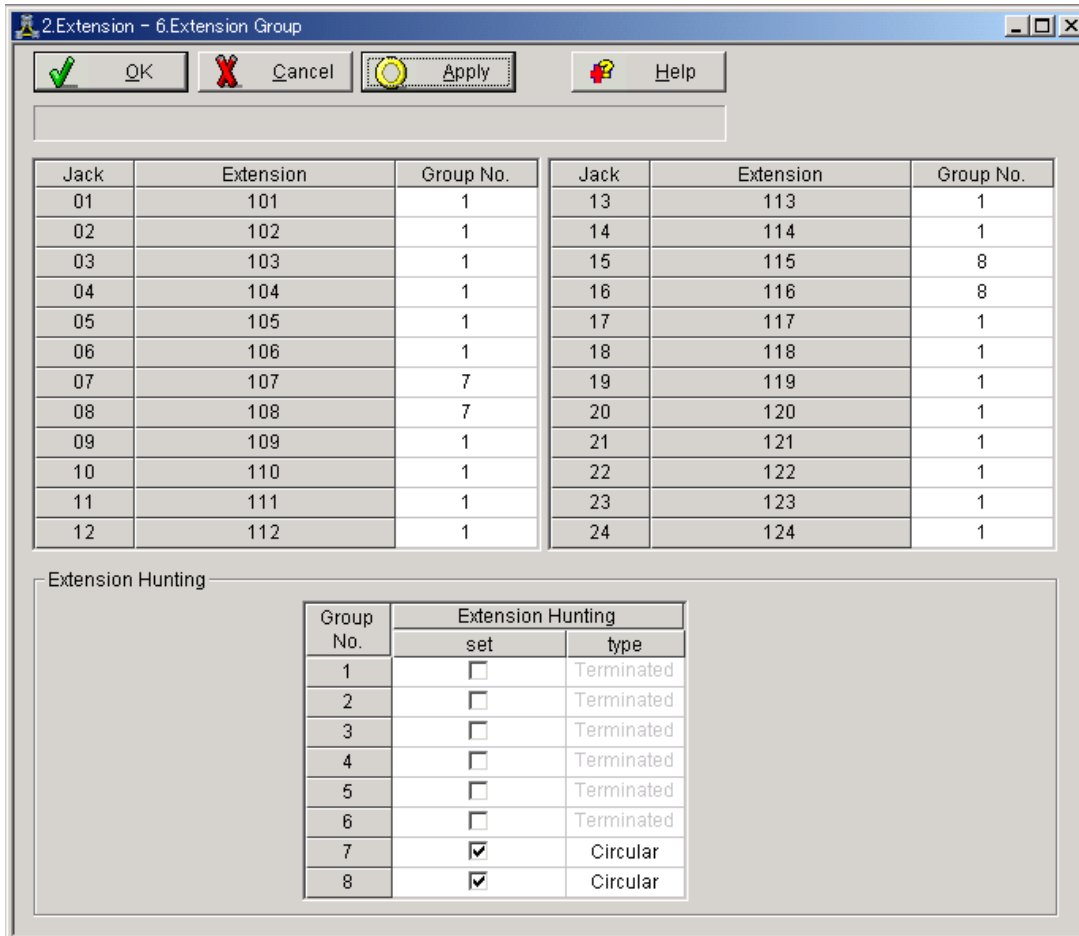 2.Extension - 6.Extension Group
OK Cancel Apply Help
Jack Extension Group No. Jack Extension Group No.
01 101 1 13 113 1
02 102 1 14 114 1
03 103 1 15 115 8
04 104 1 16 116 8
05 105 1 17 117 1
06 106 1 18 118 1
07 107 7 19 119 1
08 108 7 20 120 1
09 109 1 21 121 1
10 110 1 22 122 1
11 111 1 23 123 1
12 112 1 24 124 1
Extension Hunting
Group No. Extension Hunting
set type
1 Terminated
2 Terminated
3 Terminated
4 Terminated
5 Terminated
6 Terminated
7 Circular
8 Circular